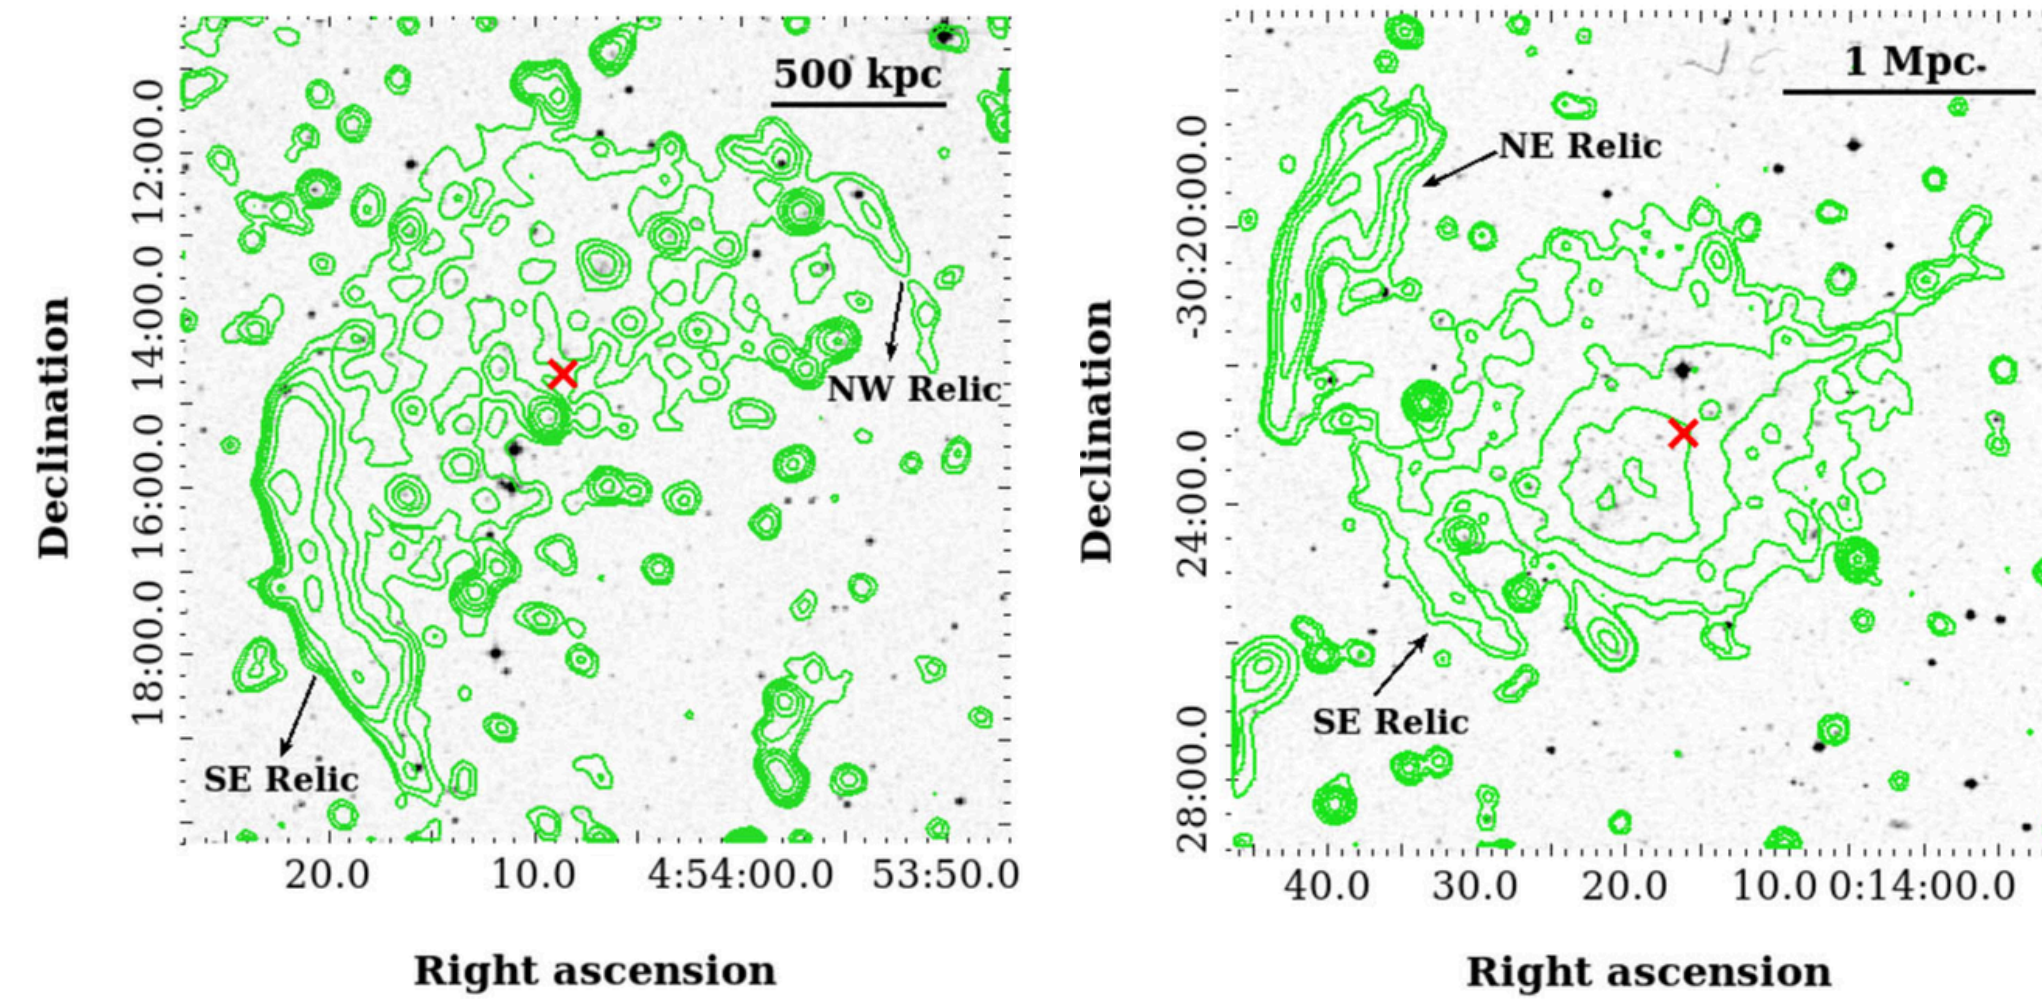 500 kpc
12:00.0
14:00.0
16:00.0
18:00.0
Declination
NW Relic
SE Relic
20.0
10.0
4:54:00.0
53:50.0
Right ascension
1 Mpc
NE Relic
-30:20:00.0
24:00.0
28:00.0
Declination
SE Relic
40.0
30.0
20.0
10.0
0:14:00.0
Right ascension